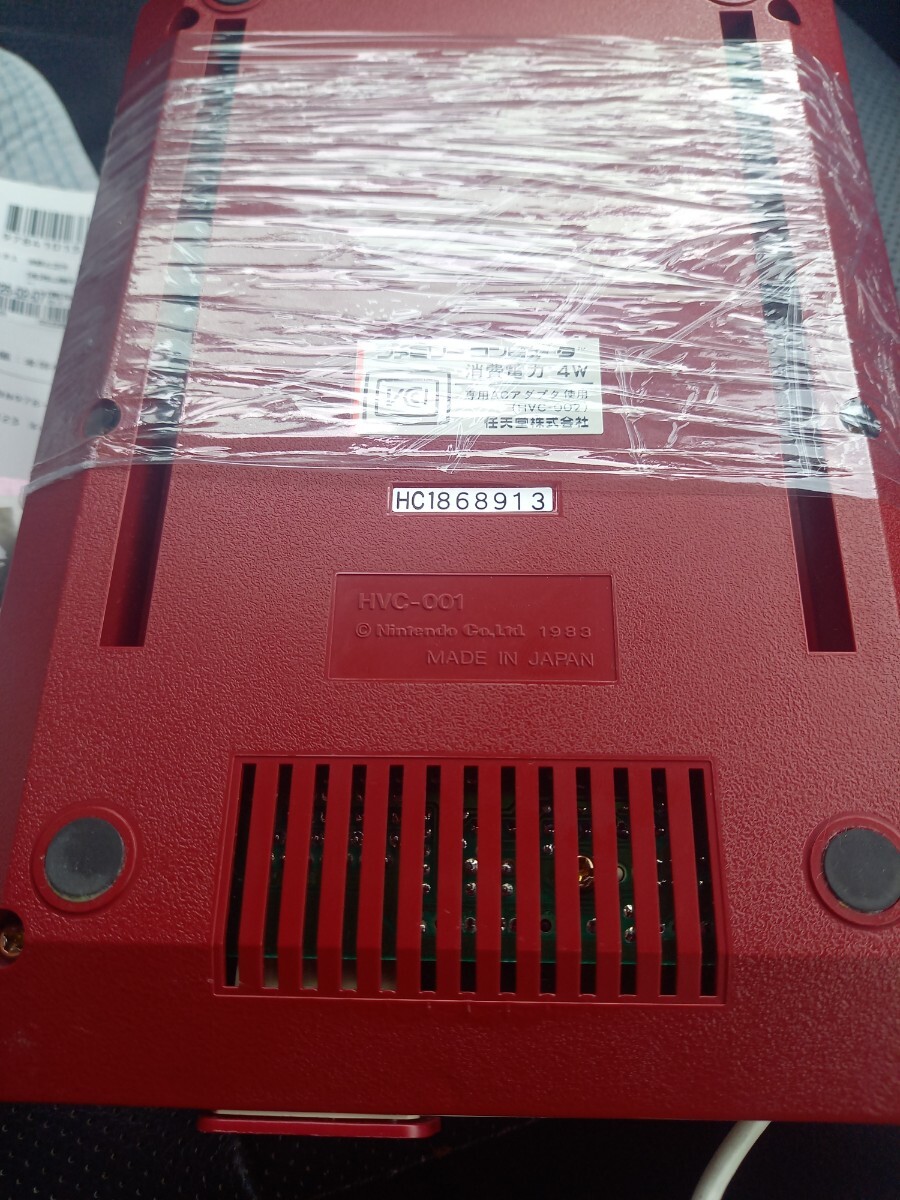 ファミリーコンピュータ
消費電力 4W
専用ACアダプタ使用
(HVC-002)
任天堂株式会社
HC1868913
HVC-001
© Nintendo Co.,Ltd 1983
MADE IN JAPAN